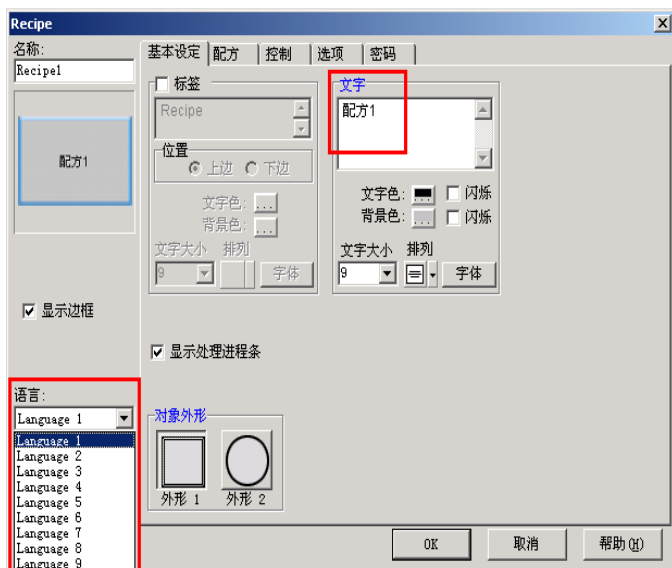 Recipe
名称:
Recipe1
配方1
显示边框
语言:
Language 1
Language 1
Language 2
Language 3
Language 4
Language 5
Language 6
Language 7
Language 8
Language 9
基本设定 配方 控制 选项 密码
标签
Recipe
位置
上边 下边
文字色: ...
背景色: ...
文字大小 排列
9 字体
文字
配方1
文字色: ... 闪烁
背景色: ... 闪烁
文字大小 排列
9 字体
显示处理进程条
对象外形
外形 1 外形 2
OK 取消 帮助(H)